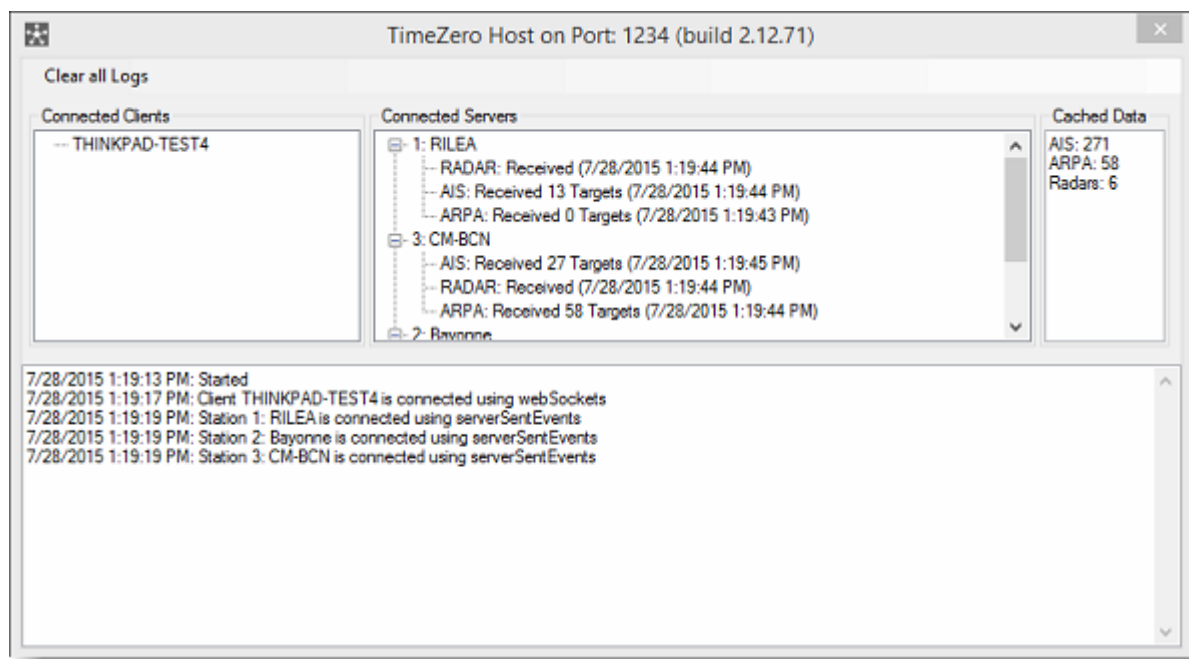 TimeZero Host on Port: 1234 (build 2.12.71)
Clear all Logs
Connected Clients
THINKPAD-TEST4
Connected Servers
1: RILEA
RADAR: Received (7/28/2015 1:19:44 PM)
AIS: Received 13 Targets (7/28/2015 1:19:44 PM)
ARPA: Received 0 Targets (7/28/2015 1:19:43 PM)
3: CM-BCN
AIS: Received 27 Targets (7/28/2015 1:19:45 PM)
RADAR: Received (7/28/2015 1:19:44 PM)
ARPA: Received 58 Targets (7/28/2015 1:19:44 PM)
2: Bayonne
Cached Data
AIS: 271
ARPA: 58
Radars: 6
7/28/2015 1:19:13 PM: Started
7/28/2015 1:19:17 PM: Client THINKPAD-TEST4 is connected using webSockets
7/28/2015 1:19:19 PM: Station 1: RILEA is connected using serverSentEvents
7/28/2015 1:19:19 PM: Station 2: Bayonne is connected using serverSentEvents
7/28/2015 1:19:19 PM: Station 3: CM-BCN is connected using serverSentEvents